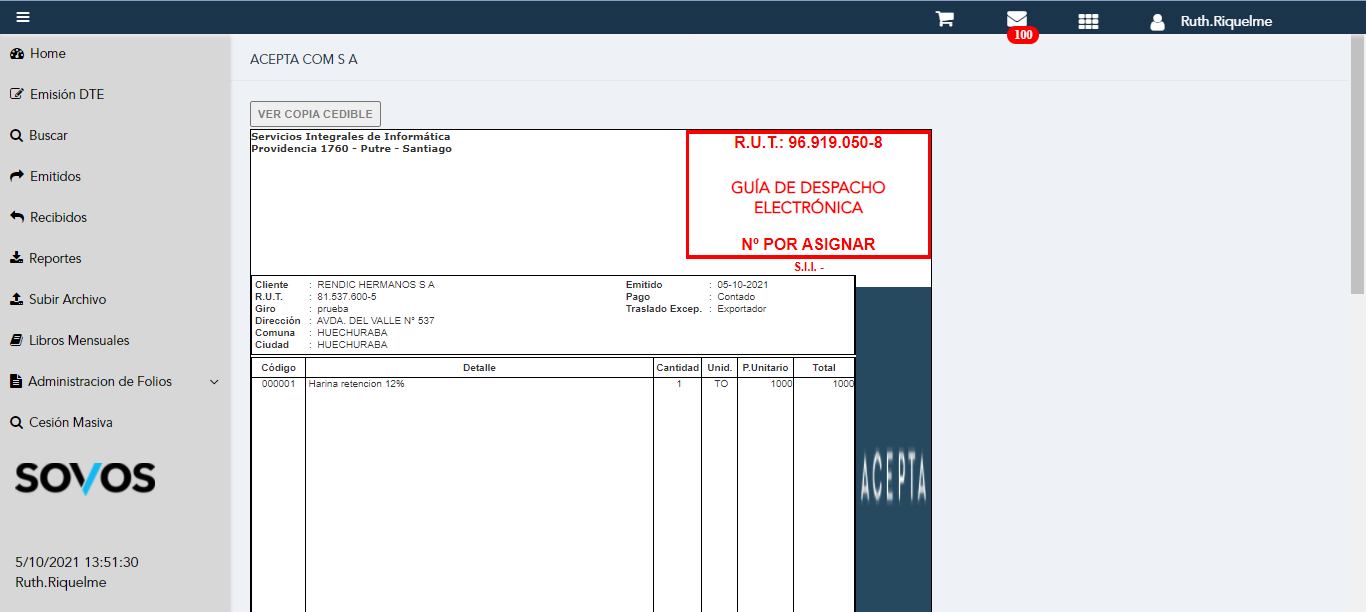 Ruth.Riquelme
100
Home
Emisión DTE
Buscar
Emitidos
Recibidos
Reportes
Subir Archivo
Libros Mensuales
Administracion de Folios
Cesión Masiva
SOVOS
5/10/2021 13:51:30
Ruth.Riquelme
ACEPTA COM S A
VER COPIA CEDIBLE
Servicios Integrales de Informática
Providencia 1760 - Putre - Santiago
R.U.T.: 96.919.050-8
GUÍA DE DESPACHO
ELECTRÓNICA
Nº POR ASIGNAR
S.I.I. -
Cliente : RENDIC HERMANOS S A Emitido : 05-10-2021
R.U.T. : 81.537.600-5 Pago : Contado
Giro : prueba Traslado Excep. : Exportador
Dirección : AVDA. DEL VALLE N° 537
Comuna : HUECHURABA
Ciudad : HUECHURABA
Código Detalle Cantidad Unid. P.Unitario Total
000001 Harina retencion 12% 1 TO 1000 1000
ACEPTA